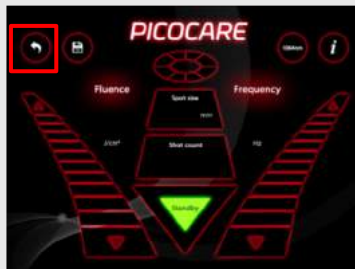 PICOCARE
1064nm
i
Fluence
Frequency
Spot size
mm
J/cm²
Shot count
Hz
Standby